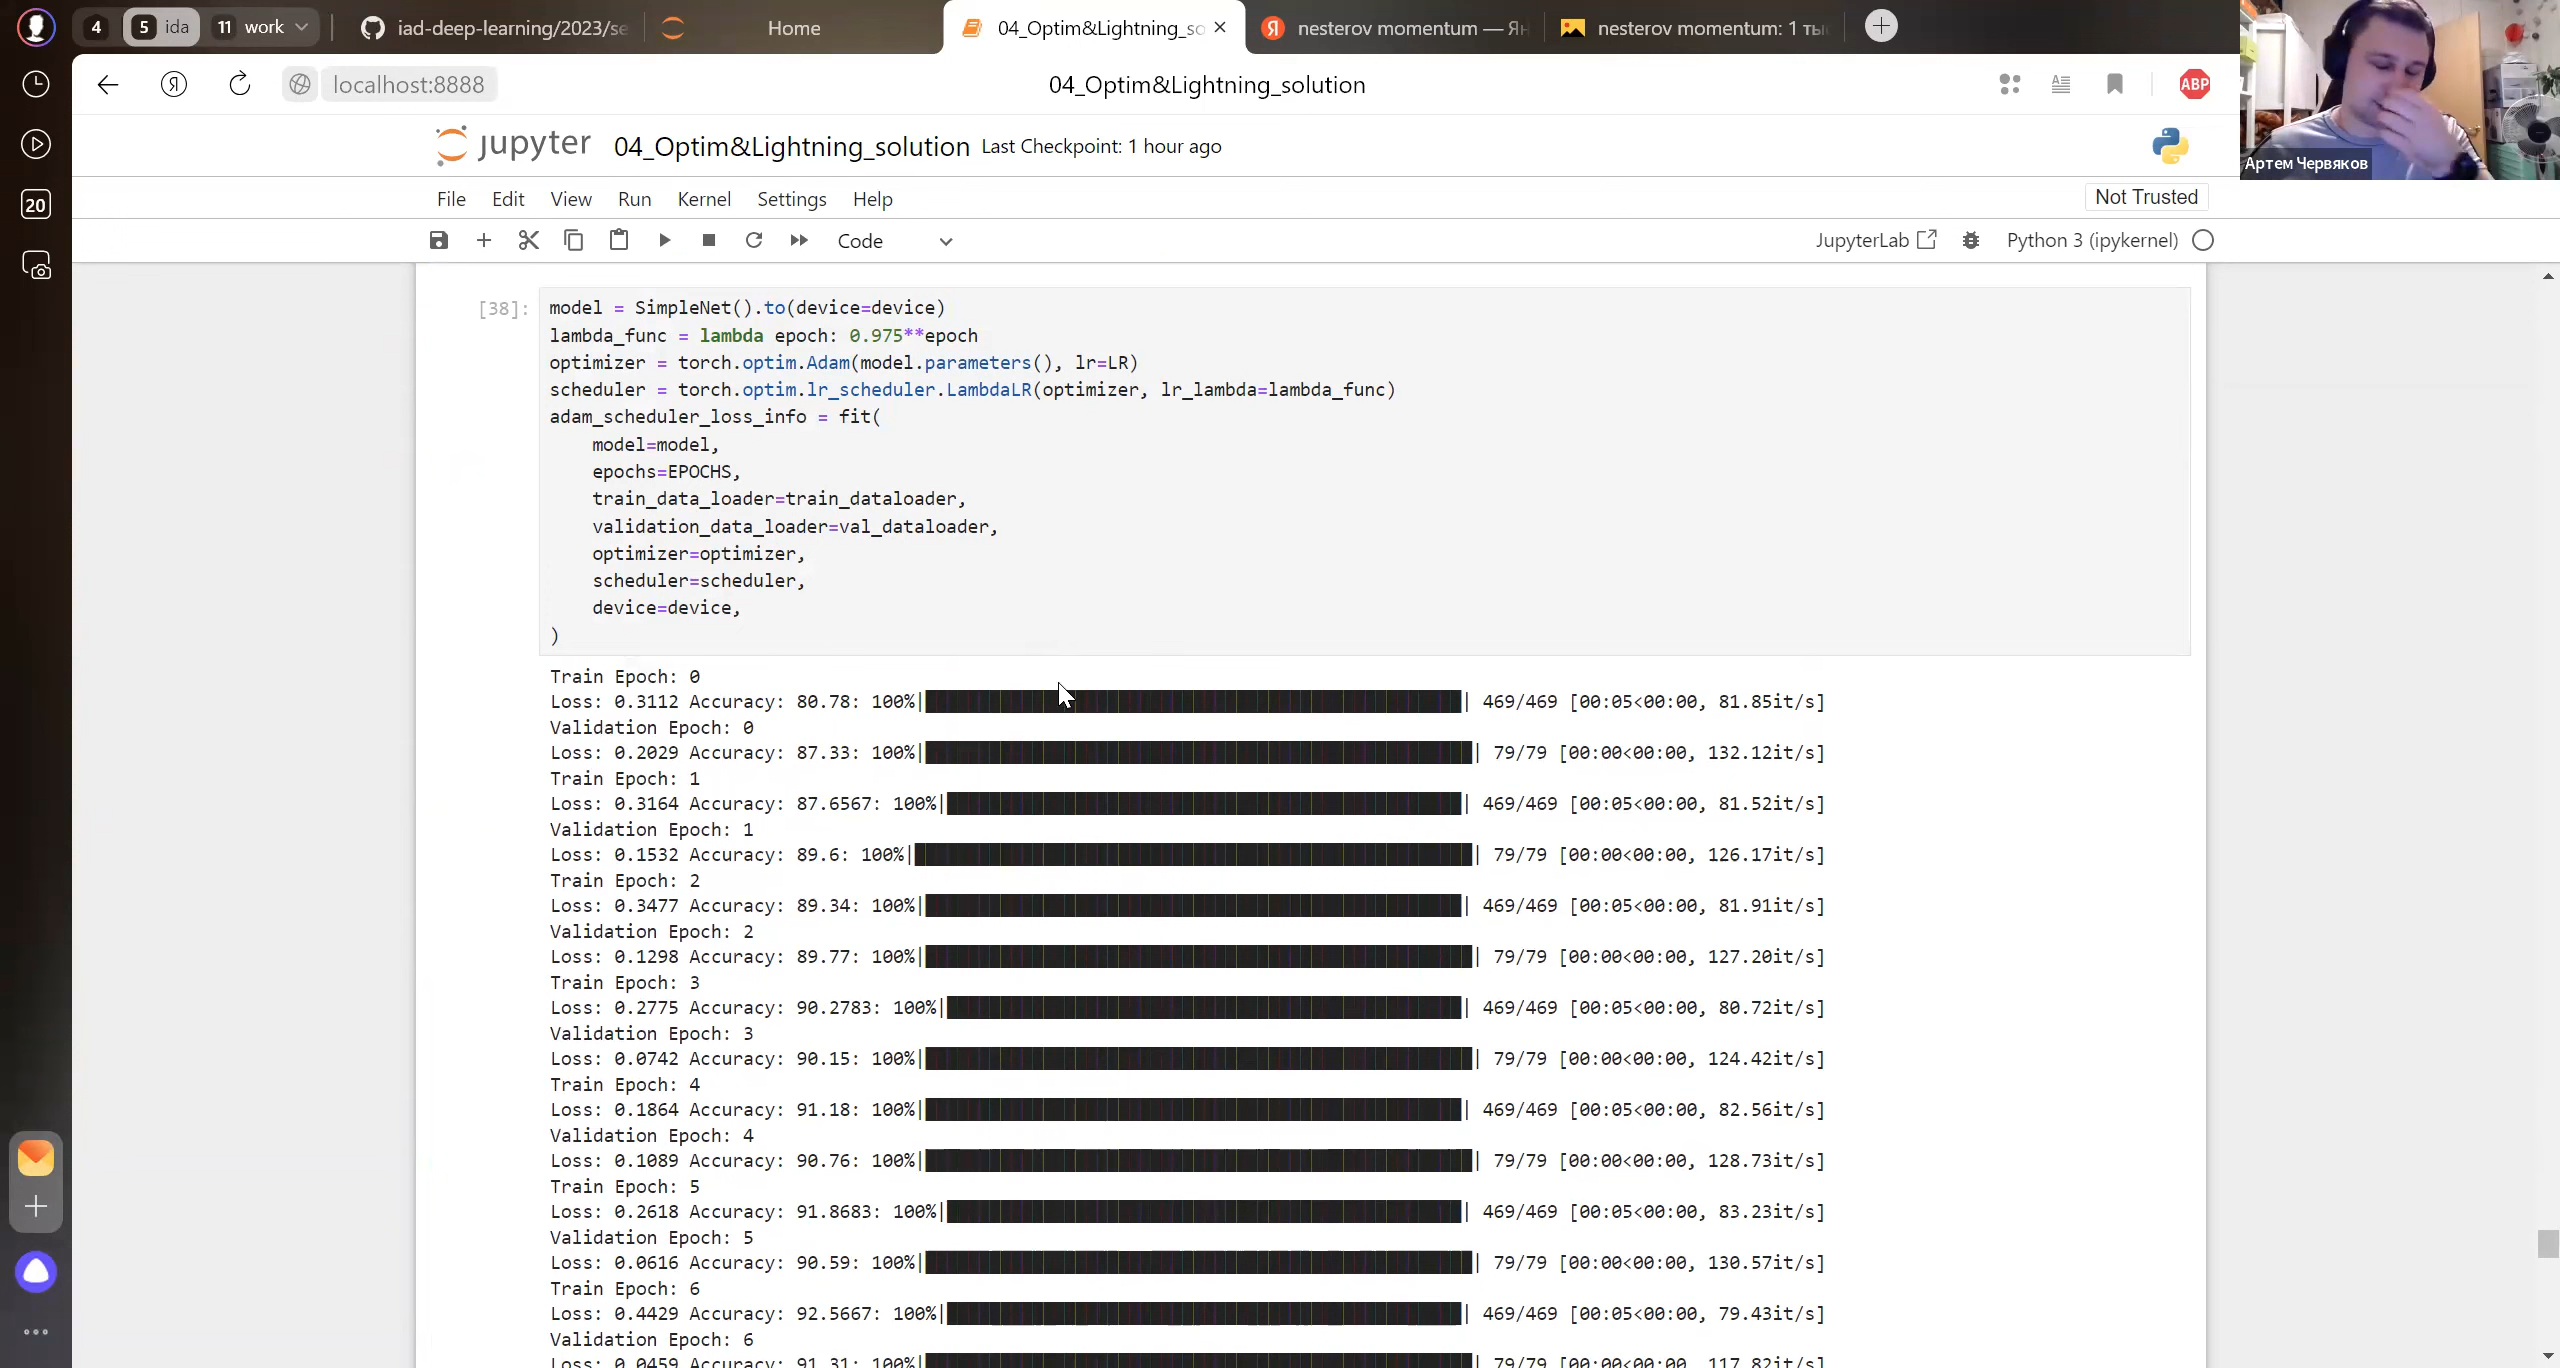 4
5 ida
11 work
iad-deep-learning/2023/se
Home
04_Optim&Lightning_so
nesterov momentum — Ян
nesterov momentum: 1 ты
localhost:8888
04_Optim&Lightning_solution
ABP
20
Артем Червяков
jupyter 04_Optim&Lightning_solution Last Checkpoint: 1 hour ago
File Edit View Run Kernel Settings Help
Not Trusted
Code
JupyterLab
Python 3 (ipykernel)
[38]:
model = SimpleNet().to(device=device)
lambda_func = lambda epoch: 0.975**epoch
optimizer = torch.optim.Adam(model.parameters(), lr=LR)
scheduler = torch.optim.lr_scheduler.LambdaLR(optimizer, lr_lambda=lambda_func)
adam_scheduler_loss_info = fit(
    model=model,
    epochs=EPOCHS,
    train_data_loader=train_dataloader,
    validation_data_loader=val_dataloader,
    optimizer=optimizer,
    scheduler=scheduler,
    device=device,
)
Train Epoch: 0
Loss: 0.3112 Accuracy: 80.78: 100%| | 469/469 [00:05<00:00, 81.85it/s]
Validation Epoch: 0
Loss: 0.2029 Accuracy: 87.33: 100%| | 79/79 [00:00<00:00, 132.12it/s]
Train Epoch: 1
Loss: 0.3164 Accuracy: 87.6567: 100%| | 469/469 [00:05<00:00, 81.52it/s]
Validation Epoch: 1
Loss: 0.1532 Accuracy: 89.6: 100%| | 79/79 [00:00<00:00, 126.17it/s]
Train Epoch: 2
Loss: 0.3477 Accuracy: 89.34: 100%| | 469/469 [00:05<00:00, 81.91it/s]
Validation Epoch: 2
Loss: 0.1298 Accuracy: 89.77: 100%| | 79/79 [00:00<00:00, 127.20it/s]
Train Epoch: 3
Loss: 0.2775 Accuracy: 90.2783: 100%| | 469/469 [00:05<00:00, 80.72it/s]
Validation Epoch: 3
Loss: 0.0742 Accuracy: 90.15: 100%| | 79/79 [00:00<00:00, 124.42it/s]
Train Epoch: 4
Loss: 0.1864 Accuracy: 91.18: 100%| | 469/469 [00:05<00:00, 82.56it/s]
Validation Epoch: 4
Loss: 0.1089 Accuracy: 90.76: 100%| | 79/79 [00:00<00:00, 128.73it/s]
Train Epoch: 5
Loss: 0.2618 Accuracy: 91.8683: 100%| | 469/469 [00:05<00:00, 83.23it/s]
Validation Epoch: 5
Loss: 0.0616 Accuracy: 90.59: 100%| | 79/79 [00:00<00:00, 130.57it/s]
Train Epoch: 6
Loss: 0.4429 Accuracy: 92.5667: 100%| | 469/469 [00:05<00:00, 79.43it/s]
Validation Epoch: 6
Loss: 0.0459 Accuracy: 91.31: 100%| | 79/79 [00:00<00:00, 117.82it/s]